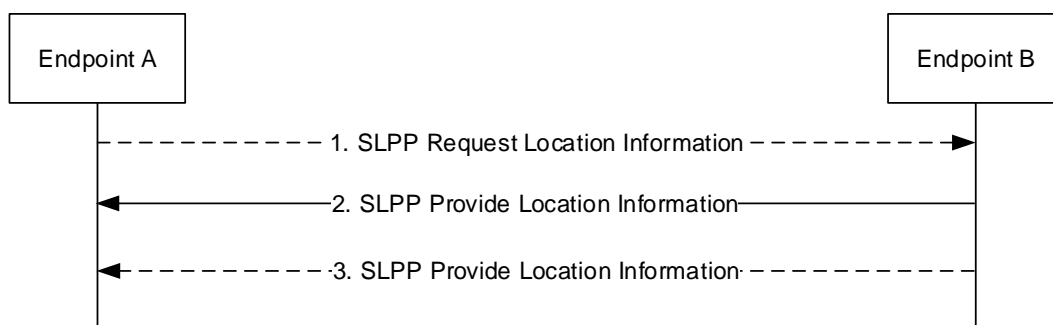 Endpoint A
Endpoint B
1. SLPP Request Location Information
2. SLPP Provide Location Information
3. SLPP Provide Location Information